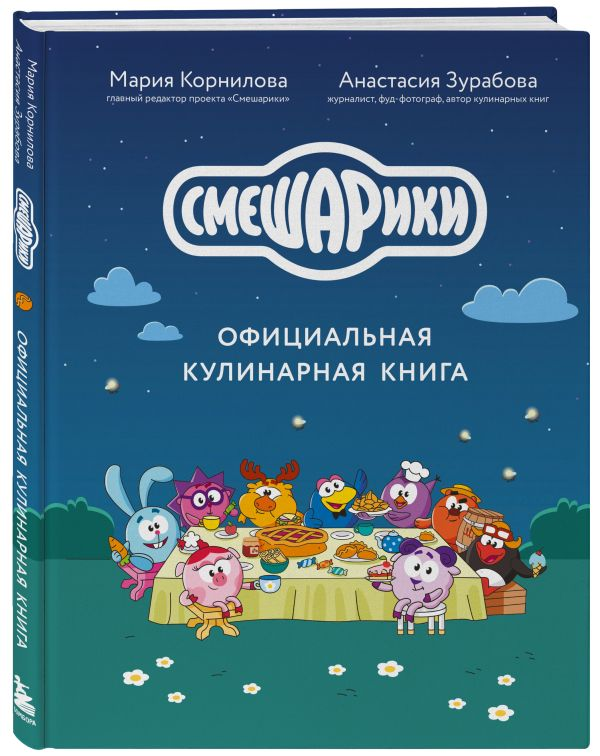 Мария Корнилова
главный редактор проекта «Смешарики»
Анастасия Зурабова
журналист, фуд-фотограф, автор кулинарных книг
СМЕШАРИКИ
ОФИЦИАЛЬНАЯ
КУЛИНАРНАЯ КНИГА
Мария Корнилова
Анастасия Зурабова
СМЕШАРИКИ
ОФИЦИАЛЬНАЯ КУЛИНАРНАЯ КНИГА
БОМБОРА